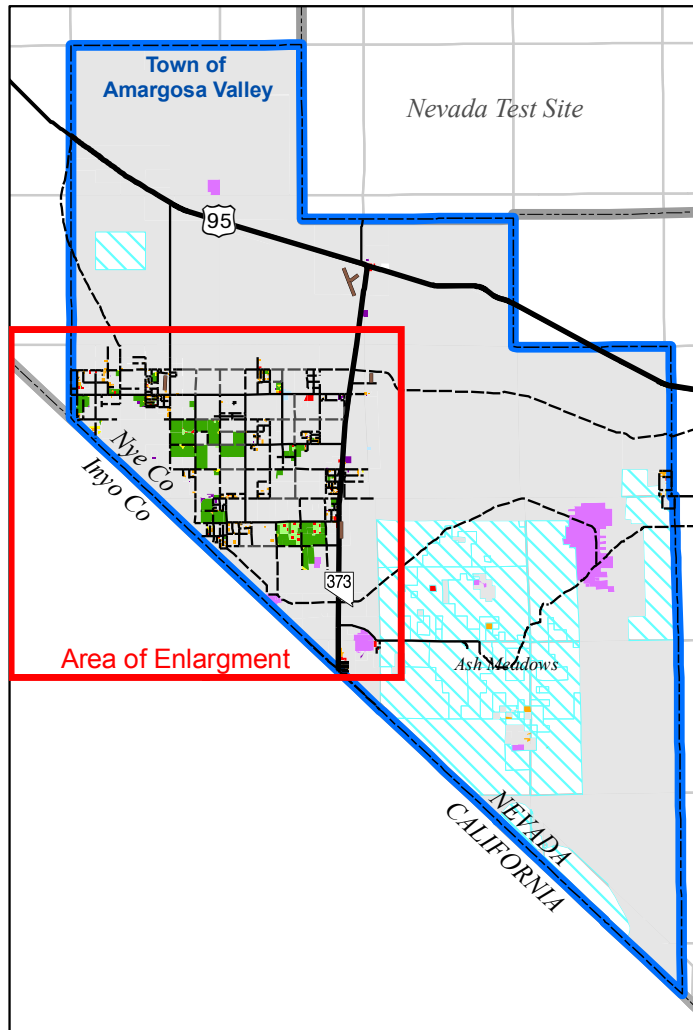 Town of
Amargosa Valley
Nevada Test Site
95
Nye Co
Inyo Co
373
Area of Enlargment
Ash Meadows
NEVADA
CALIFORNIA